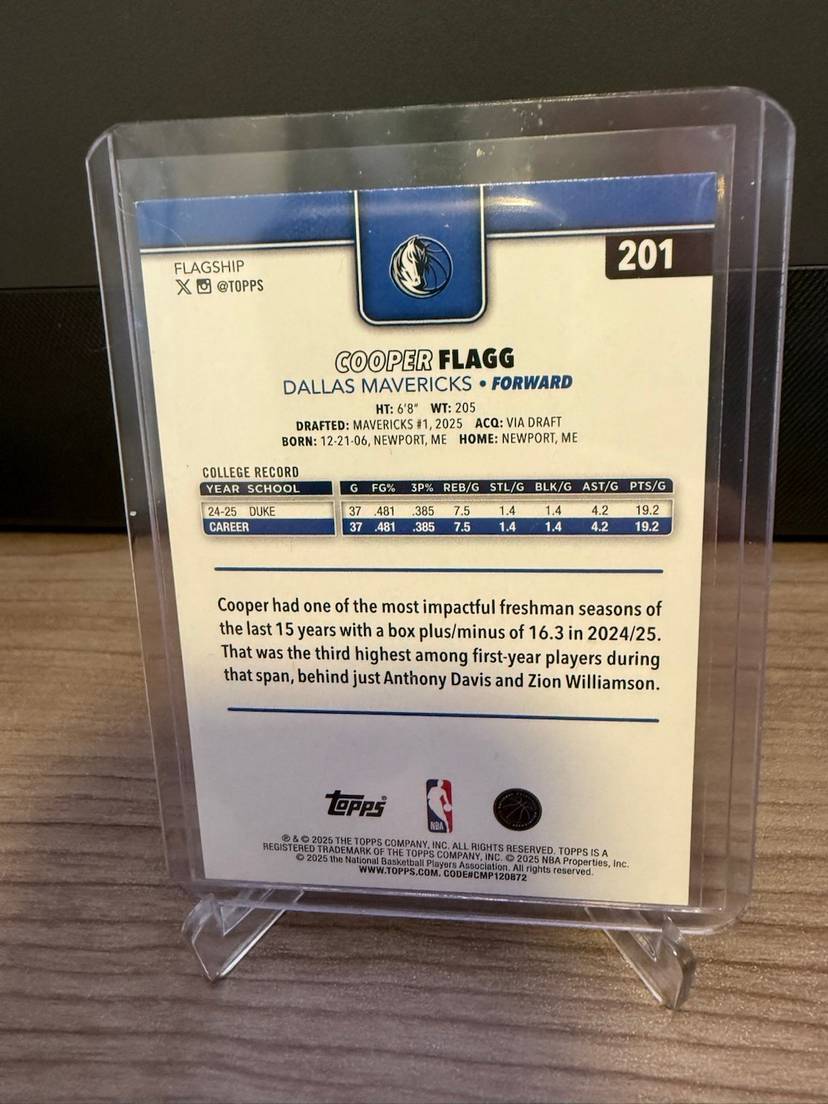 201
FLAGSHIP
X @TOPPS
COOPER FLAGG
DALLAS MAVERICKS • FORWARD
HT: 6'8" WT: 205
DRAFTED: MAVERICKS #1, 2025 ACQ: VIA DRAFT
BORN: 12-21-06, NEWPORT, ME HOME: NEWPORT, ME
COLLEGE RECORD
YEAR SCHOOL G FG% 3P% REB/G STL/G BLK/G AST/G PTS/G
24-25 DUKE 37 .481 .385 7.5 1.4 1.4 4.2 19.2
CAREER 37 .481 .385 7.5 1.4 1.4 4.2 19.2
Cooper had one of the most impactful freshman seasons of
the last 15 years with a box plus/minus of 16.3 in 2024/25.
That was the third highest among first-year players during
that span, behind just Anthony Davis and Zion Williamson.
Topps NBA
® & © 2025 THE TOPPS COMPANY, INC. ALL RIGHTS RESERVED. TOPPS IS A
REGISTERED TRADEMARK OF THE TOPPS COMPANY, INC. © 2025 NBA Properties, Inc.
© 2025 the National Basketball Players Association. All rights reserved.
WWW.TOPPS.COM. CODE#CMP120872